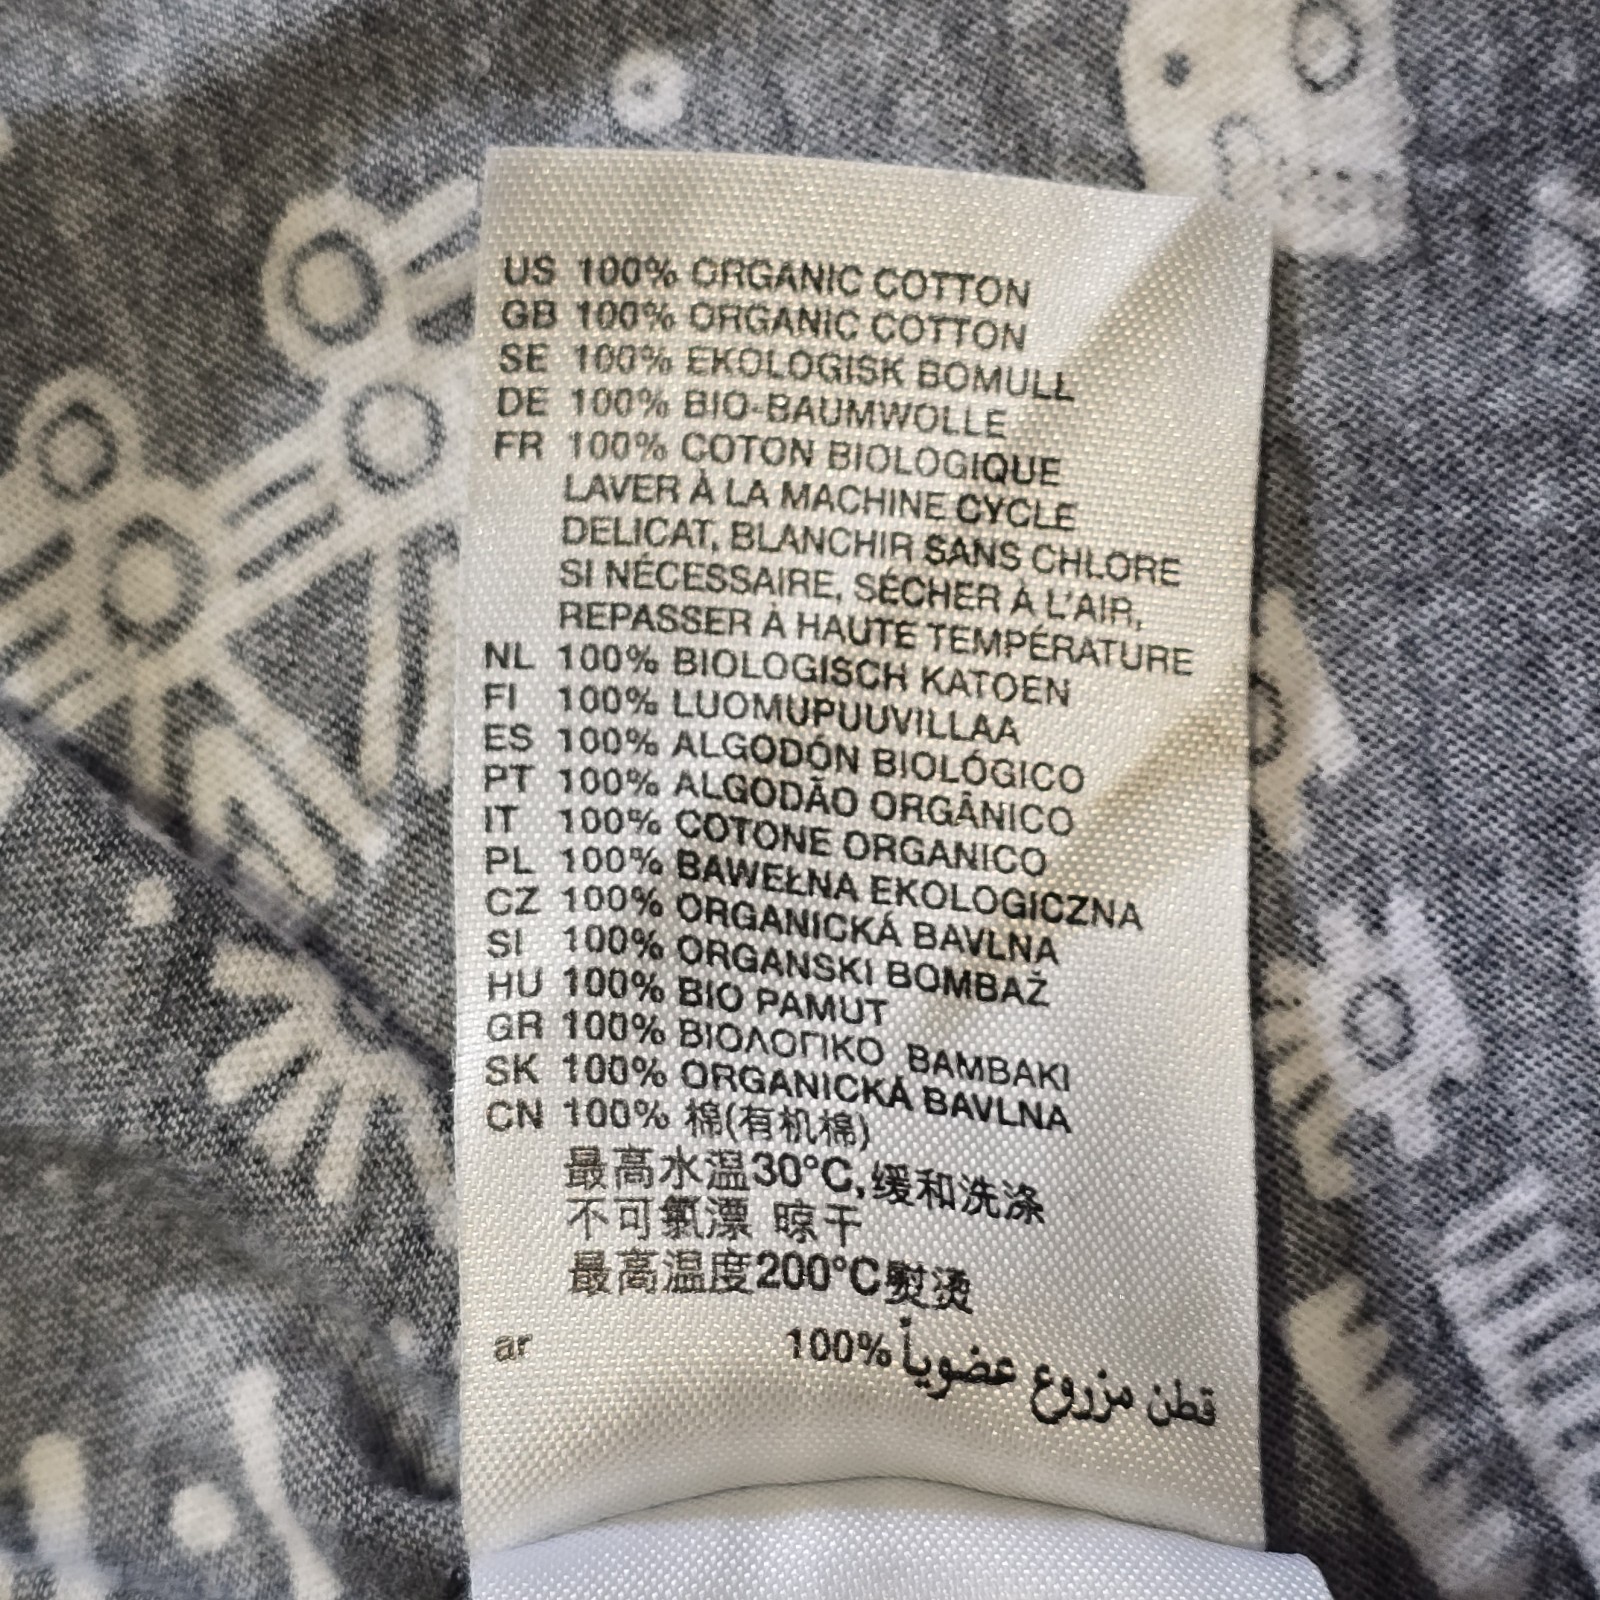 US 100% ORGANIC COTTON
GB 100% ORGANIC COTTON
SE 100% EKOLOGISK BOMULL
DE 100% BIO-BAUMWOLLE
FR 100% COTON BIOLOGIQUE
LAVER À LA MACHINE CYCLE
DELICAT, BLANCHIR SANS CHLORE
SI NÉCESSAIRE, SÉCHER À L'AIR,
REPASSER À HAUTE TEMPÉRATURE
NL 100% BIOLOGISCH KATOEN
FI 100% LUOMUPUUVILLAA
ES 100% ALGODÓN BIOLÓGICO
PT 100% ALGODÃO ORGÂNICO
IT 100% COTONE ORGANICO
PL 100% BAWEŁNA EKOLOGICZNA
CZ 100% ORGANICKÁ BAVLNA
SI 100% ORGANSKI BOMBAŽ
HU 100% BIO PAMUT
GR 100% ΒΙΟΛΟΓΙΚΟ ΒΑΜΒΑΚΙ
SK 100% ORGANICKÁ BAVLNA
CN 100% 棉(有机棉)
最高水温30°C,缓和洗涤
不可氯漂 晾干
最高温度200°C熨烫
ar 100% قطن مزروع عضوياً